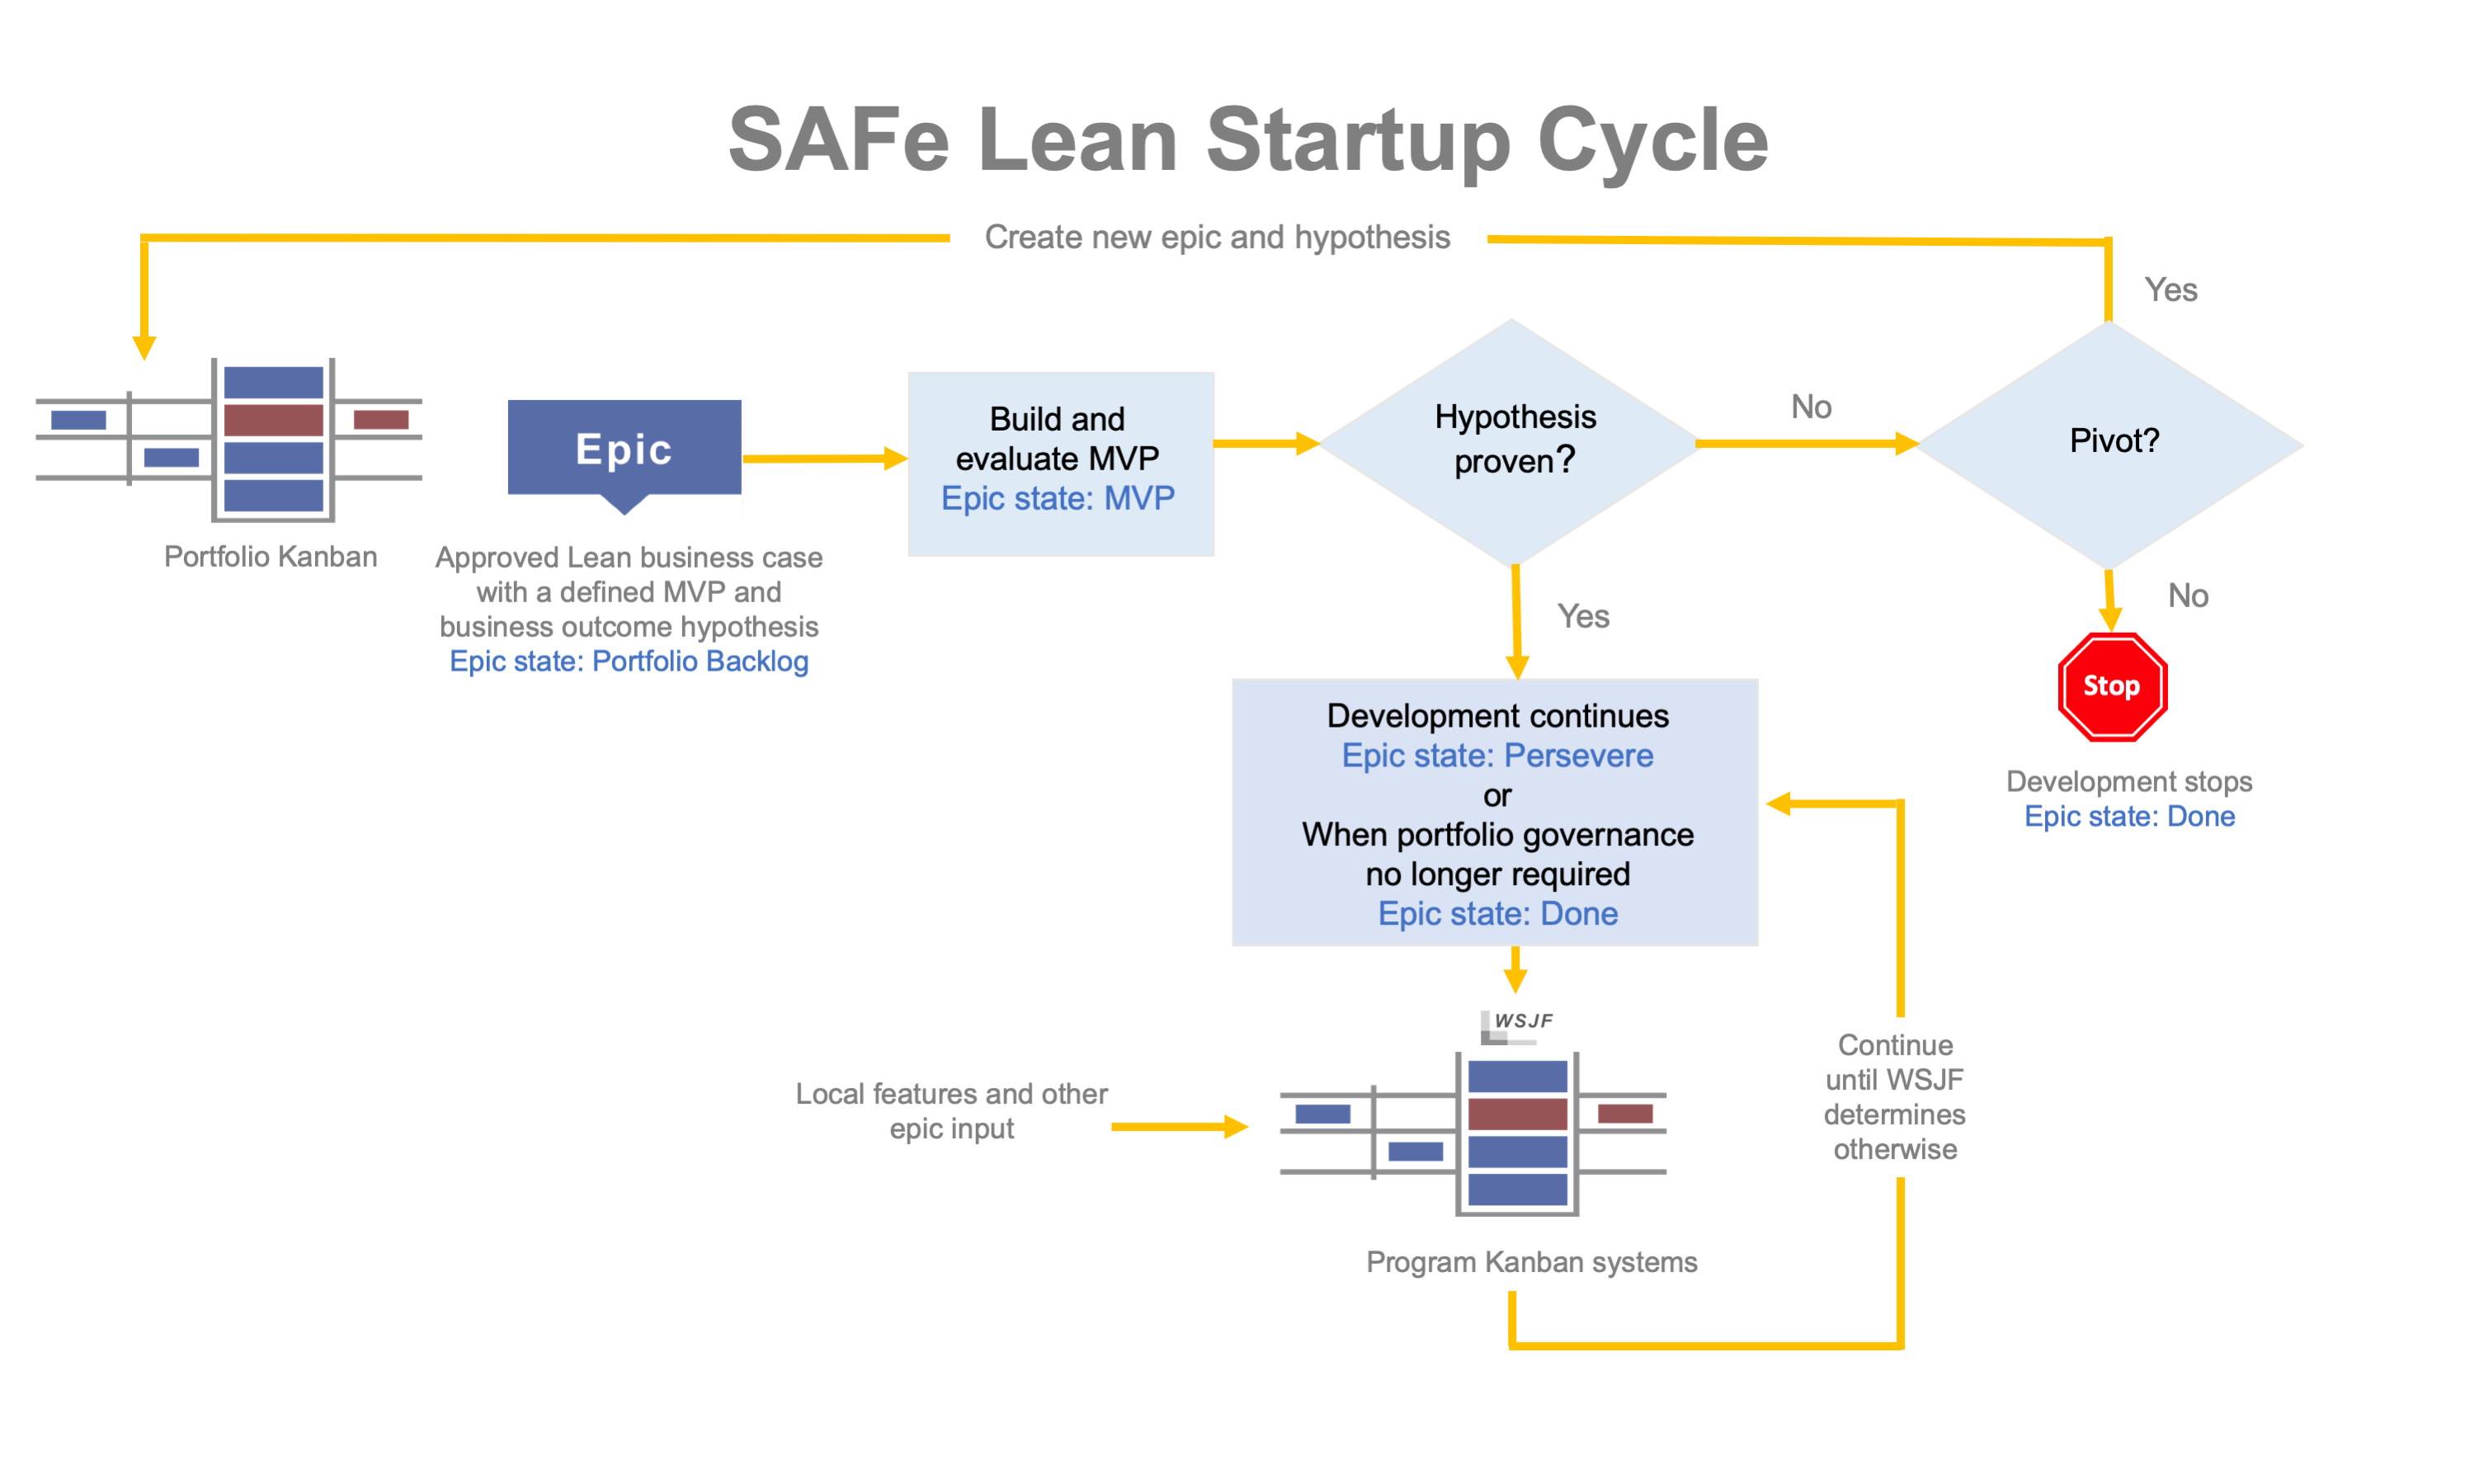 SAFe Lean Startup Cycle
Create new epic and hypothesis
Yes
Portfolio Kanban
Epic
Approved Lean business case
with a defined MVP and
business outcome hypothesis
Epic state: Portfolio Backlog
Build and
evaluate MVP
Epic state: MVP
Hypothesis
proven?
No
Pivot?
Yes
No
Stop
Development stops
Epic state: Done
Development continues
Epic state: Persevere
or
When portfolio governance
no longer required
Epic state: Done
WSJF
Local features and other
epic input
Program Kanban systems
Continue
until WSJF
determines
otherwise